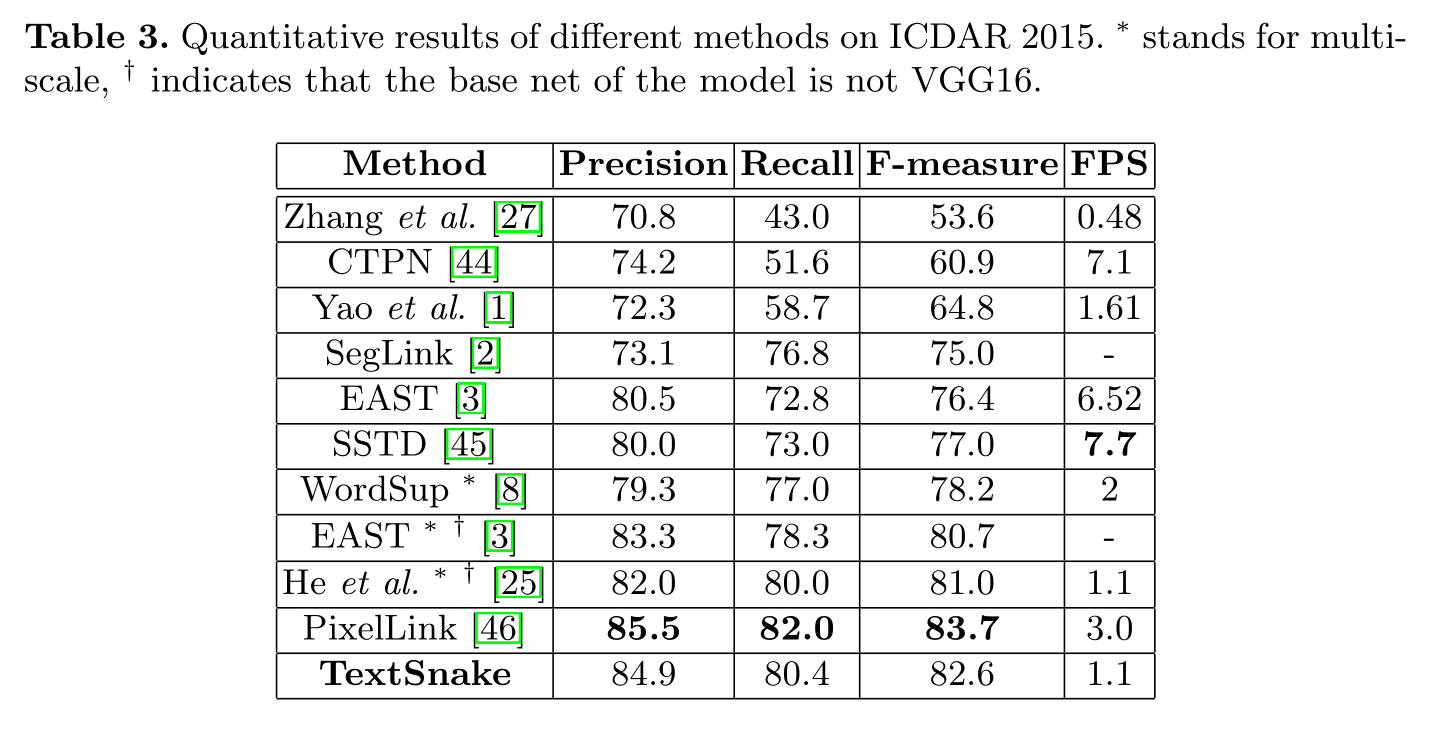 Table 3. Quantitative results of different methods on ICDAR 2015. * stands for multi-
scale, † indicates that the base net of the model is not VGG16.
Method Precision Recall F-measure FPS
Zhang et al. [27] 70.8 43.0 53.6 0.48
CTPN [44] 74.2 51.6 60.9 7.1
Yao et al. [1] 72.3 58.7 64.8 1.61
SegLink [2] 73.1 76.8 75.0 -
EAST [3] 80.5 72.8 76.4 6.52
SSTD [45] 80.0 73.0 77.0 7.7
WordSup * [8] 79.3 77.0 78.2 2
EAST * † [3] 83.3 78.3 80.7 -
He et al. * † [25] 82.0 80.0 81.0 1.1
PixelLink [46] 85.5 82.0 83.7 3.0
TextSnake 84.9 80.4 82.6 1.1